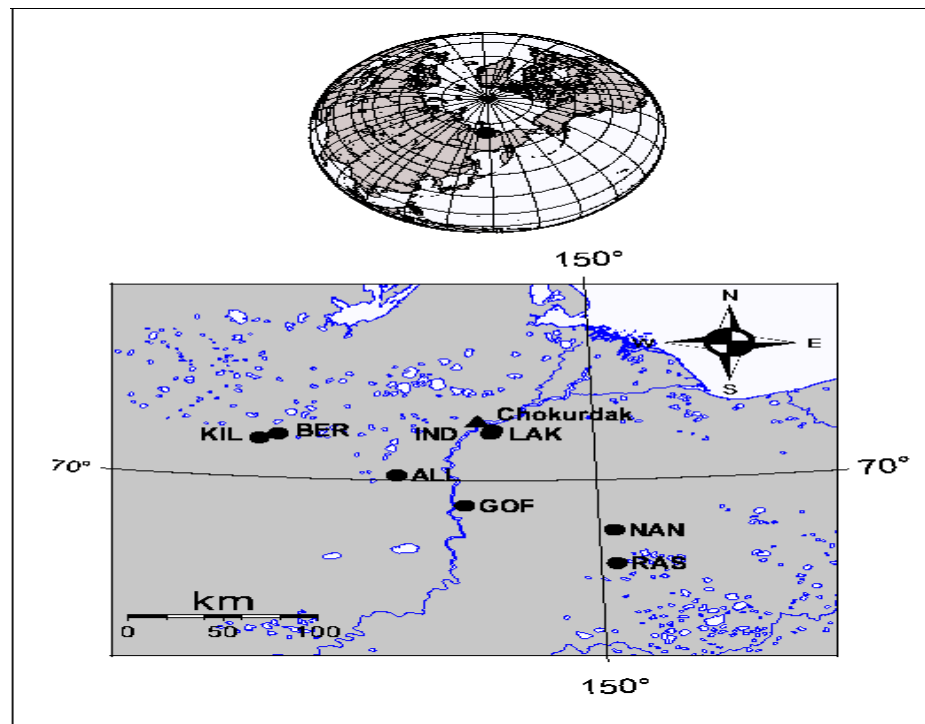 150°
N
W
E
S
Chokurdak
KIL
BER
IND
LAK
70°
70°
ALL
GOF
NAN
RAS
km
0 50 100
150°